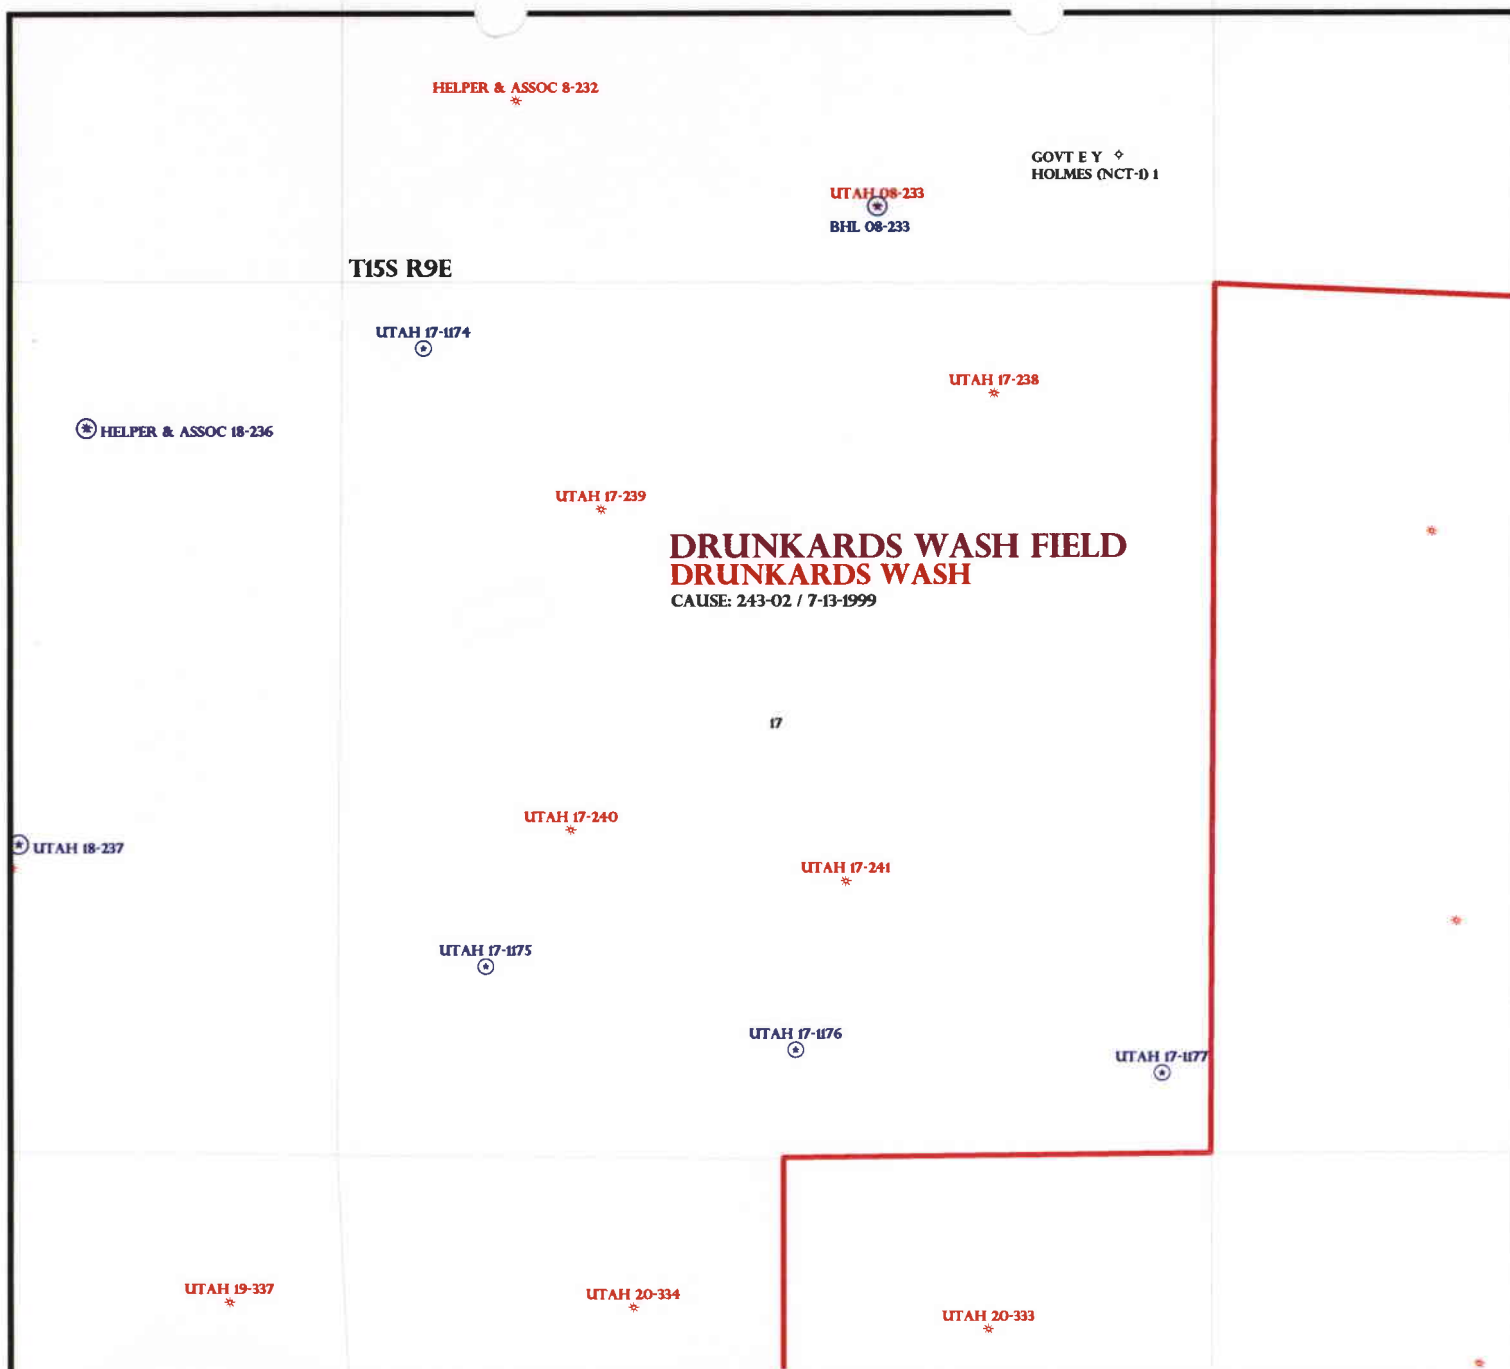 HELPER & ASSOC 8-232
GOVT E Y
HOLMES (NCT-1) 1
UTAH 08-233
BHL 08-233
T15S R9E
UTAH 17-1174
UTAH 17-238
HELPER & ASSOC 18-236
UTAH 17-239
DRUNKARDS WASH FIELD
DRUNKARDS WASH
CAUSE: 243-02 / 7-13-1999
17
UTAH 17-240
UTAH 18-237
UTAH 17-241
UTAH 17-1175
UTAH 17-1176
UTAH 17-1177
UTAH 19-337
UTAH 20-334
UTAH 20-333